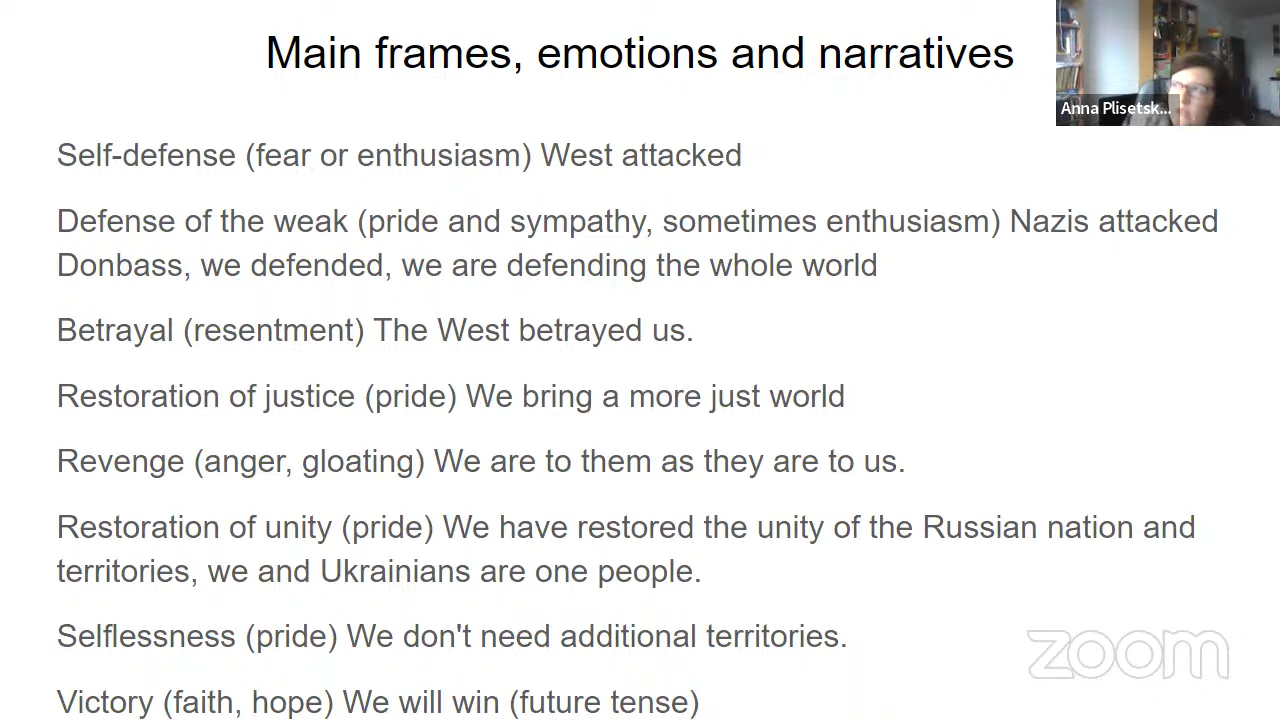 Main frames, emotions and narratives
Anna Plisetsk...
Self-defense (fear or enthusiasm) West attacked
Defense of the weak (pride and sympathy, sometimes enthusiasm) Nazis attacked
Donbass, we defended, we are defending the whole world
Betrayal (resentment) The West betrayed us.
Restoration of justice (pride) We bring a more just world
Revenge (anger, gloating) We are to them as they are to us.
Restoration of unity (pride) We have restored the unity of the Russian nation and
territories, we and Ukrainians are one people.
Selflessness (pride) We don't need additional territories.
zoom
Victory (faith, hope) We will win (future tense)